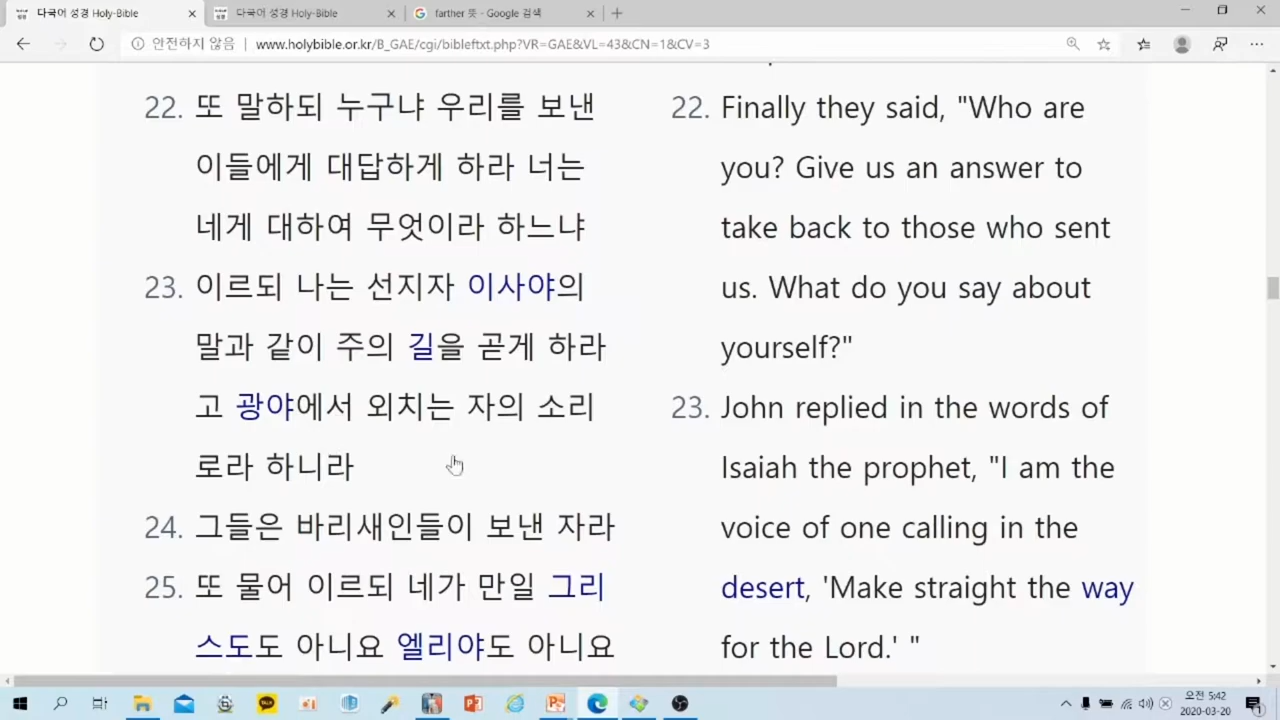 다국어 성경 Holy-Bible
다국어 성경 Holy-Bible
farther 뜻 - Google 검색
안전하지 않음 | www.holybible.or.kr/B_GAE/cgi/bibleftxt.php?VR=GAE&VL=43&CN=1&CV=3
22. 또 말하되 누구냐 우리를 보낸
이들에게 대답하게 하라 너는
네게 대하여 무엇이라 하느냐
23. 이르되 나는 선지자 이사야의
말과 같이 주의 길을 곧게 하라
고 광야에서 외치는 자의 소리
로라 하니라
24. 그들은 바리새인들이 보낸 자라
25. 또 물어 이르되 네가 만일 그리
스도도 아니요 엘리야도 아니요
22. Finally they said, "Who are
you? Give us an answer to
take back to those who sent
us. What do you say about
yourself?"
23. John replied in the words of
Isaiah the prophet, "I am the
voice of one calling in the
desert, 'Make straight the way
for the Lord.' "
오전 5:42
2020-03-20